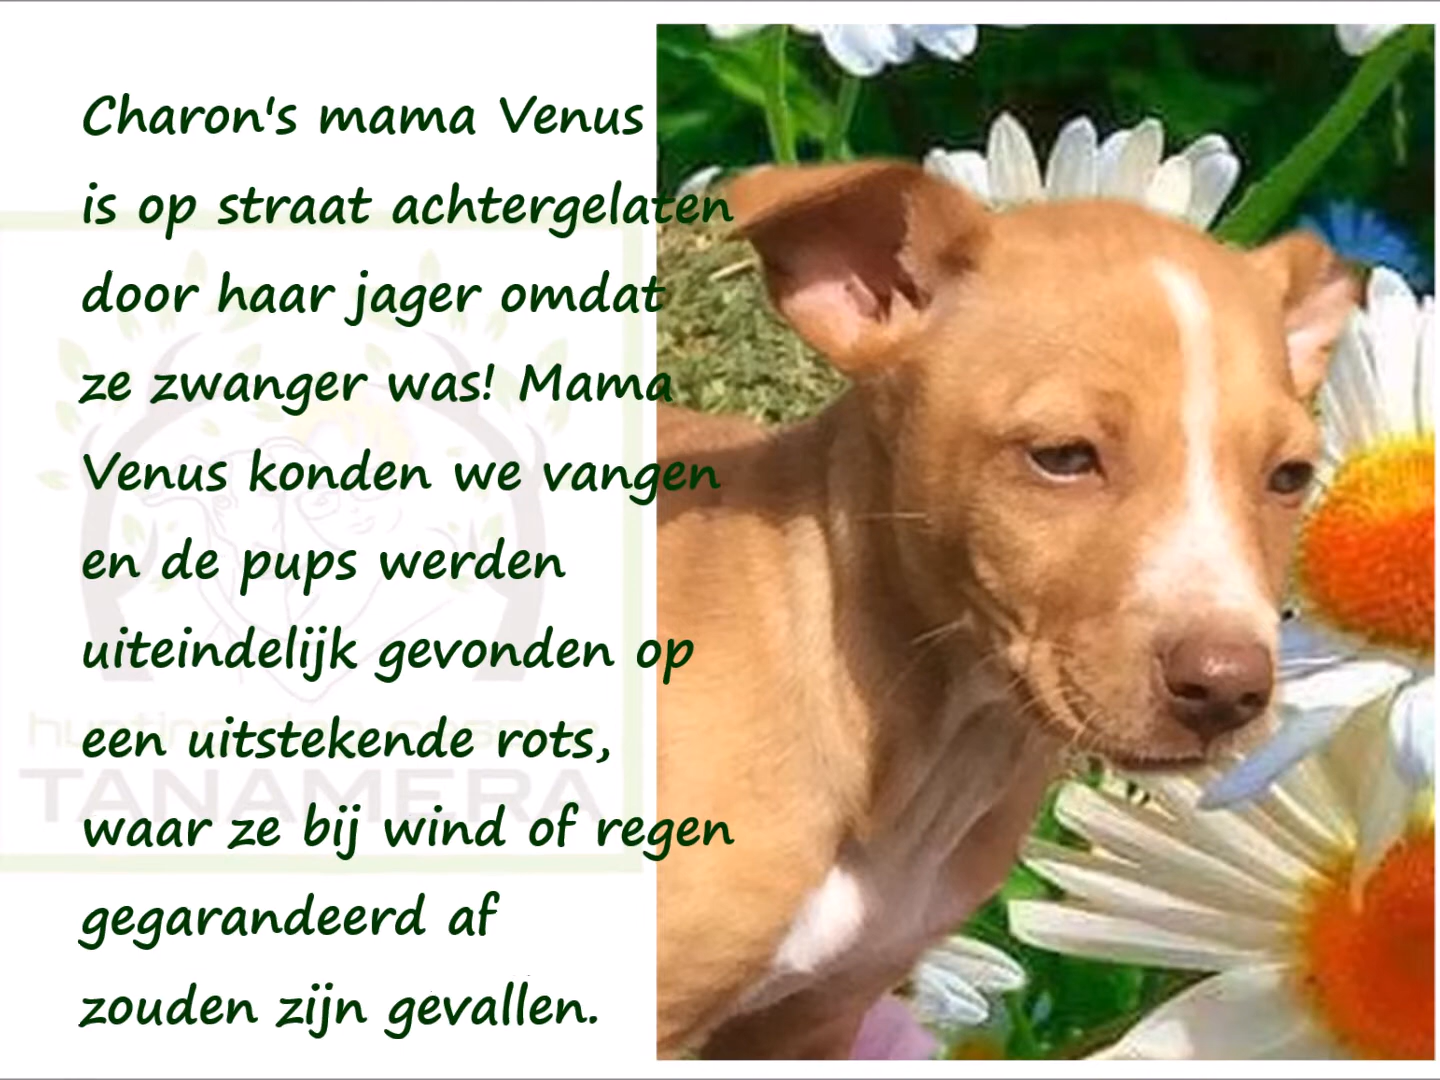 Charon's mama Venus
is op straat achtergelaten
door haar jager omdat
ze zwanger was! Mama
Venus konden we vangen
en de pups werden
uiteindelijk gevonden op
een uitstekende rots,
waar ze bij wind of regen
gegarandeerd af
zouden zijn gevallen.
TANAMERA